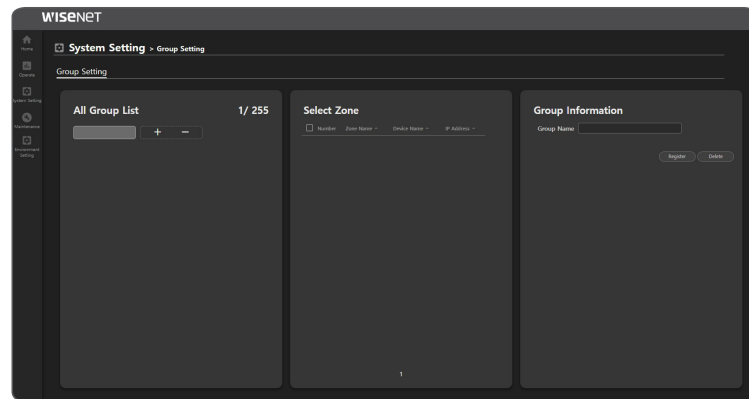 WISENET
Home
System Setting > Group Setting
Operate
Group Setting
System Setting
All Group List 1/ 255
Select Zone
Group Information
Maintenance
+ −
Number Zone Name Device Name IP Address
Group Name
Environment
Setting
Register Delete
1